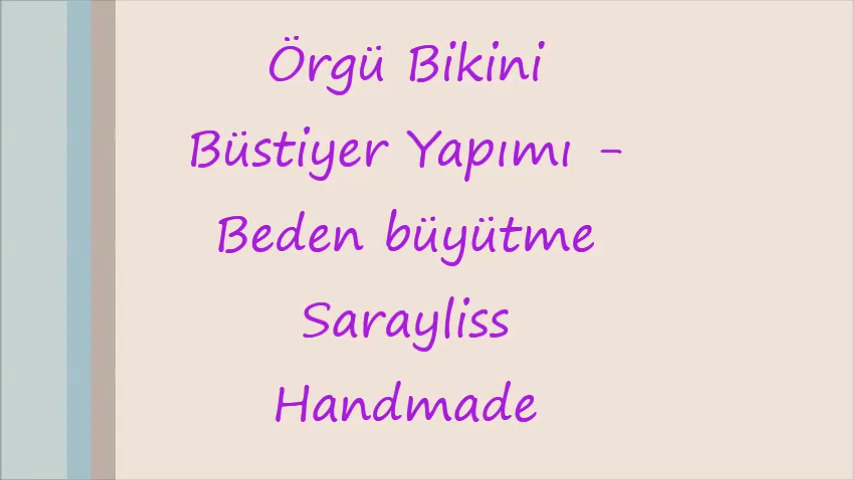 Örgü Bikini
Büstiyer Yapımı -
Beden büyütme
Sarayliss
Handmade